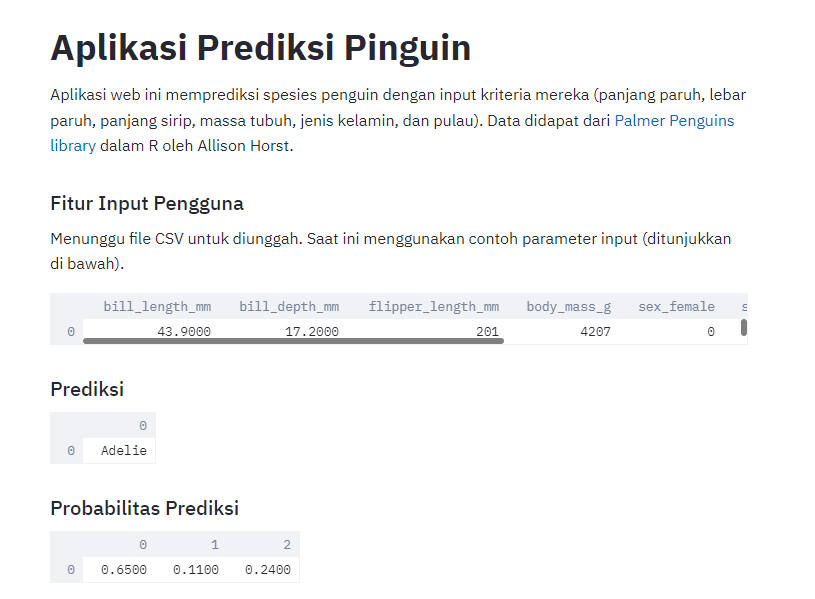 Aplikasi Prediksi Pinguin
Aplikasi web ini memprediksi spesies penguin dengan input kriteria mereka (panjang paruh, lebar
paruh, panjang sirip, massa tubuh, jenis kelamin, dan pulau). Data didapat dari Palmer Penguins
library dalam R oleh Allison Horst.
Fitur Input Pengguna
Menunggu file CSV untuk diunggah. Saat ini menggunakan contoh parameter input (ditunjukkan
di bawah).
bill_length_mm bill_depth_mm flipper_length_mm body_mass_g sex_female s
0 43.9000 17.2000 201 4207 0
Prediksi
0
0 Adelie
Probabilitas Prediksi
0 1 2
0 0.6500 0.1100 0.2400